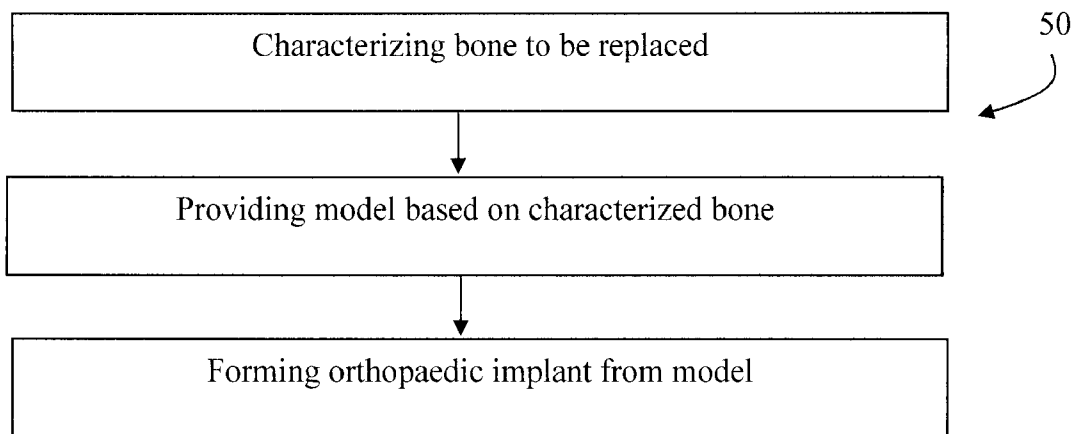 50
Characterizing bone to be replaced
Providing model based on characterized bone
Forming orthopaedic implant from model